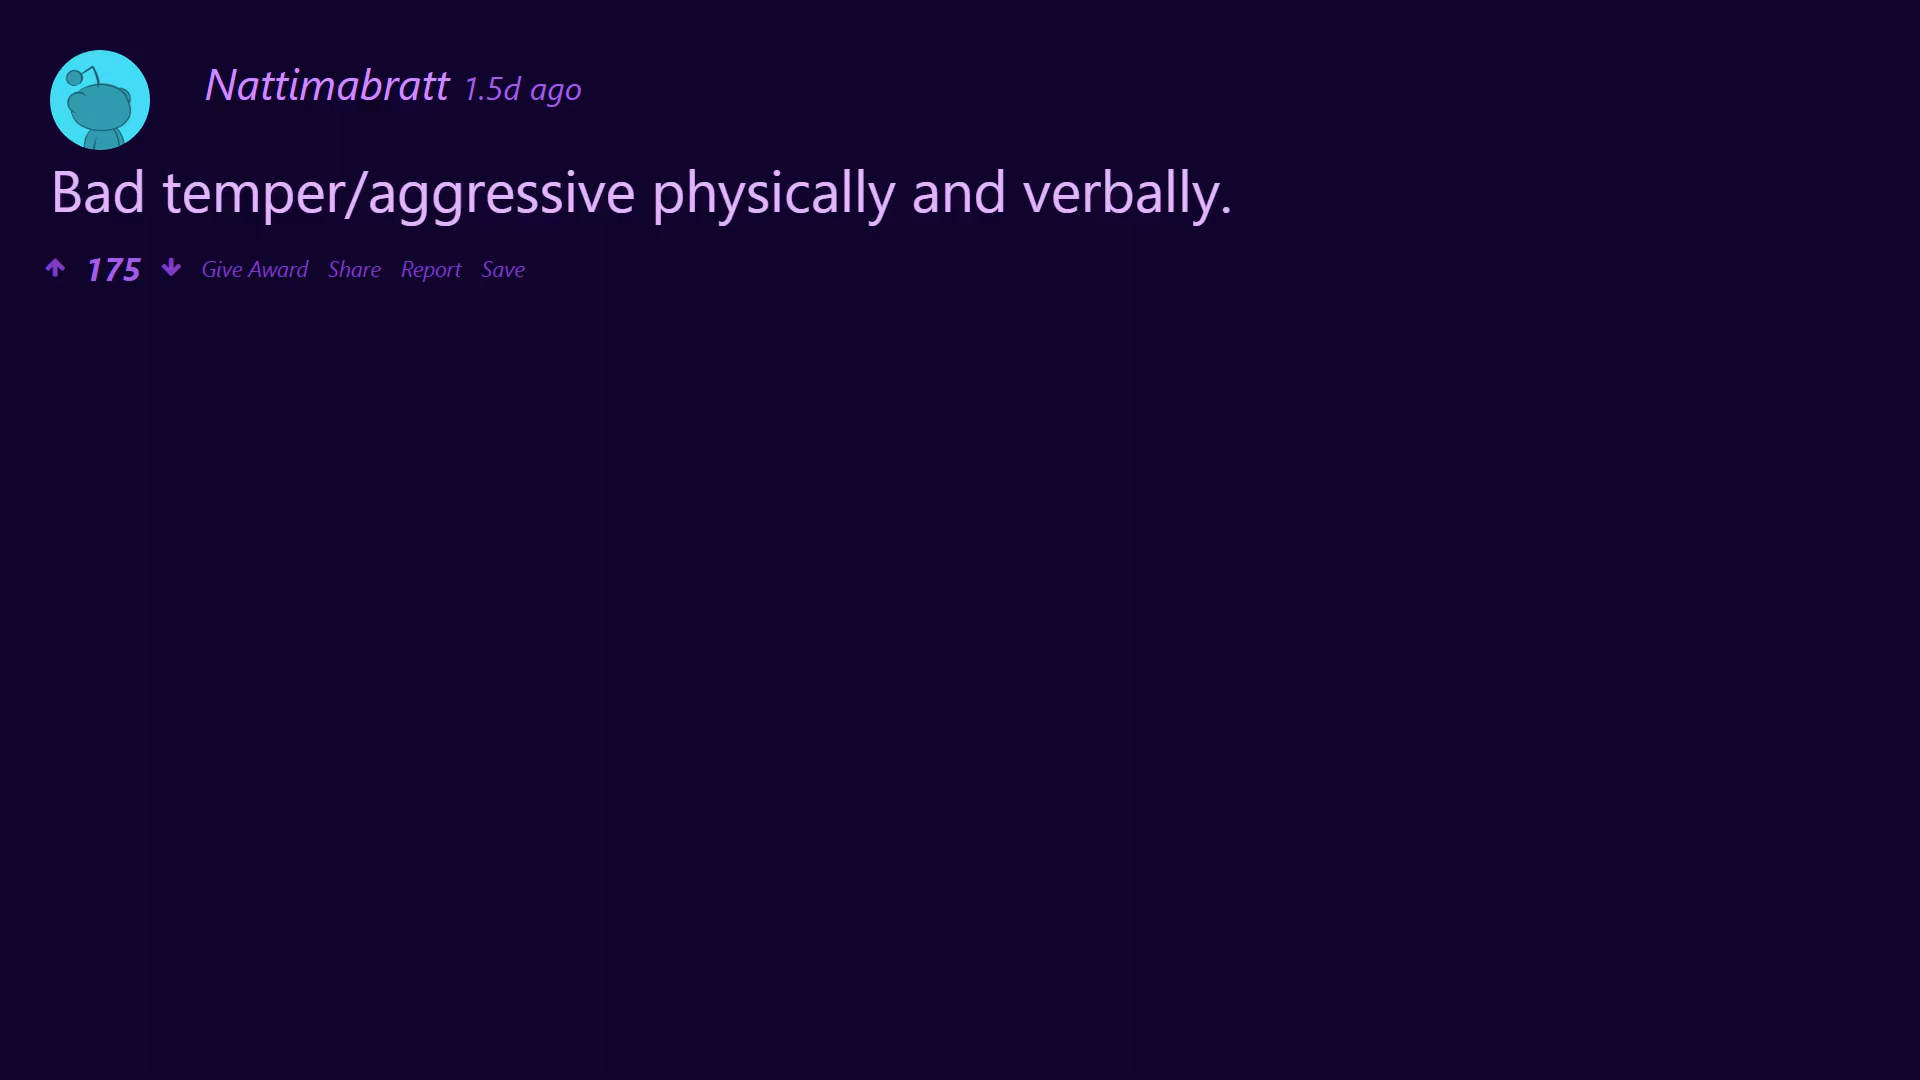 Nattimabratt 1.5d ago
Bad temper/aggressive physically and verbally.
175 Give Award Share Report Save